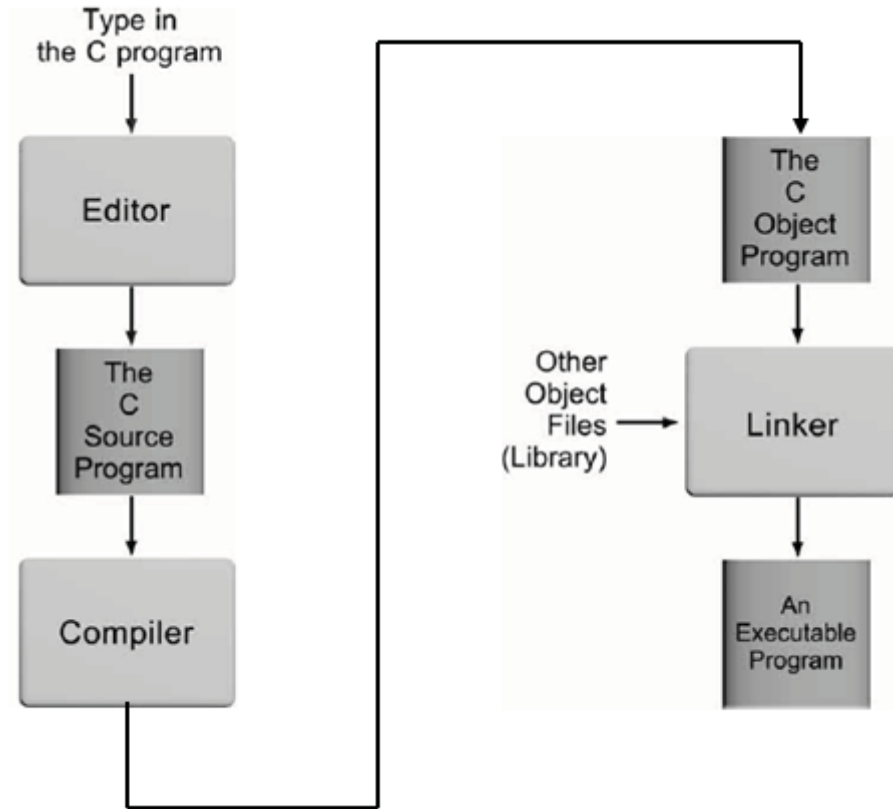 Type in
the C program
Editor
The
C
Source
Program
Compiler
The
C
Object
Program
Other
Object
Files
(Library)
Linker
An
Executable
Program